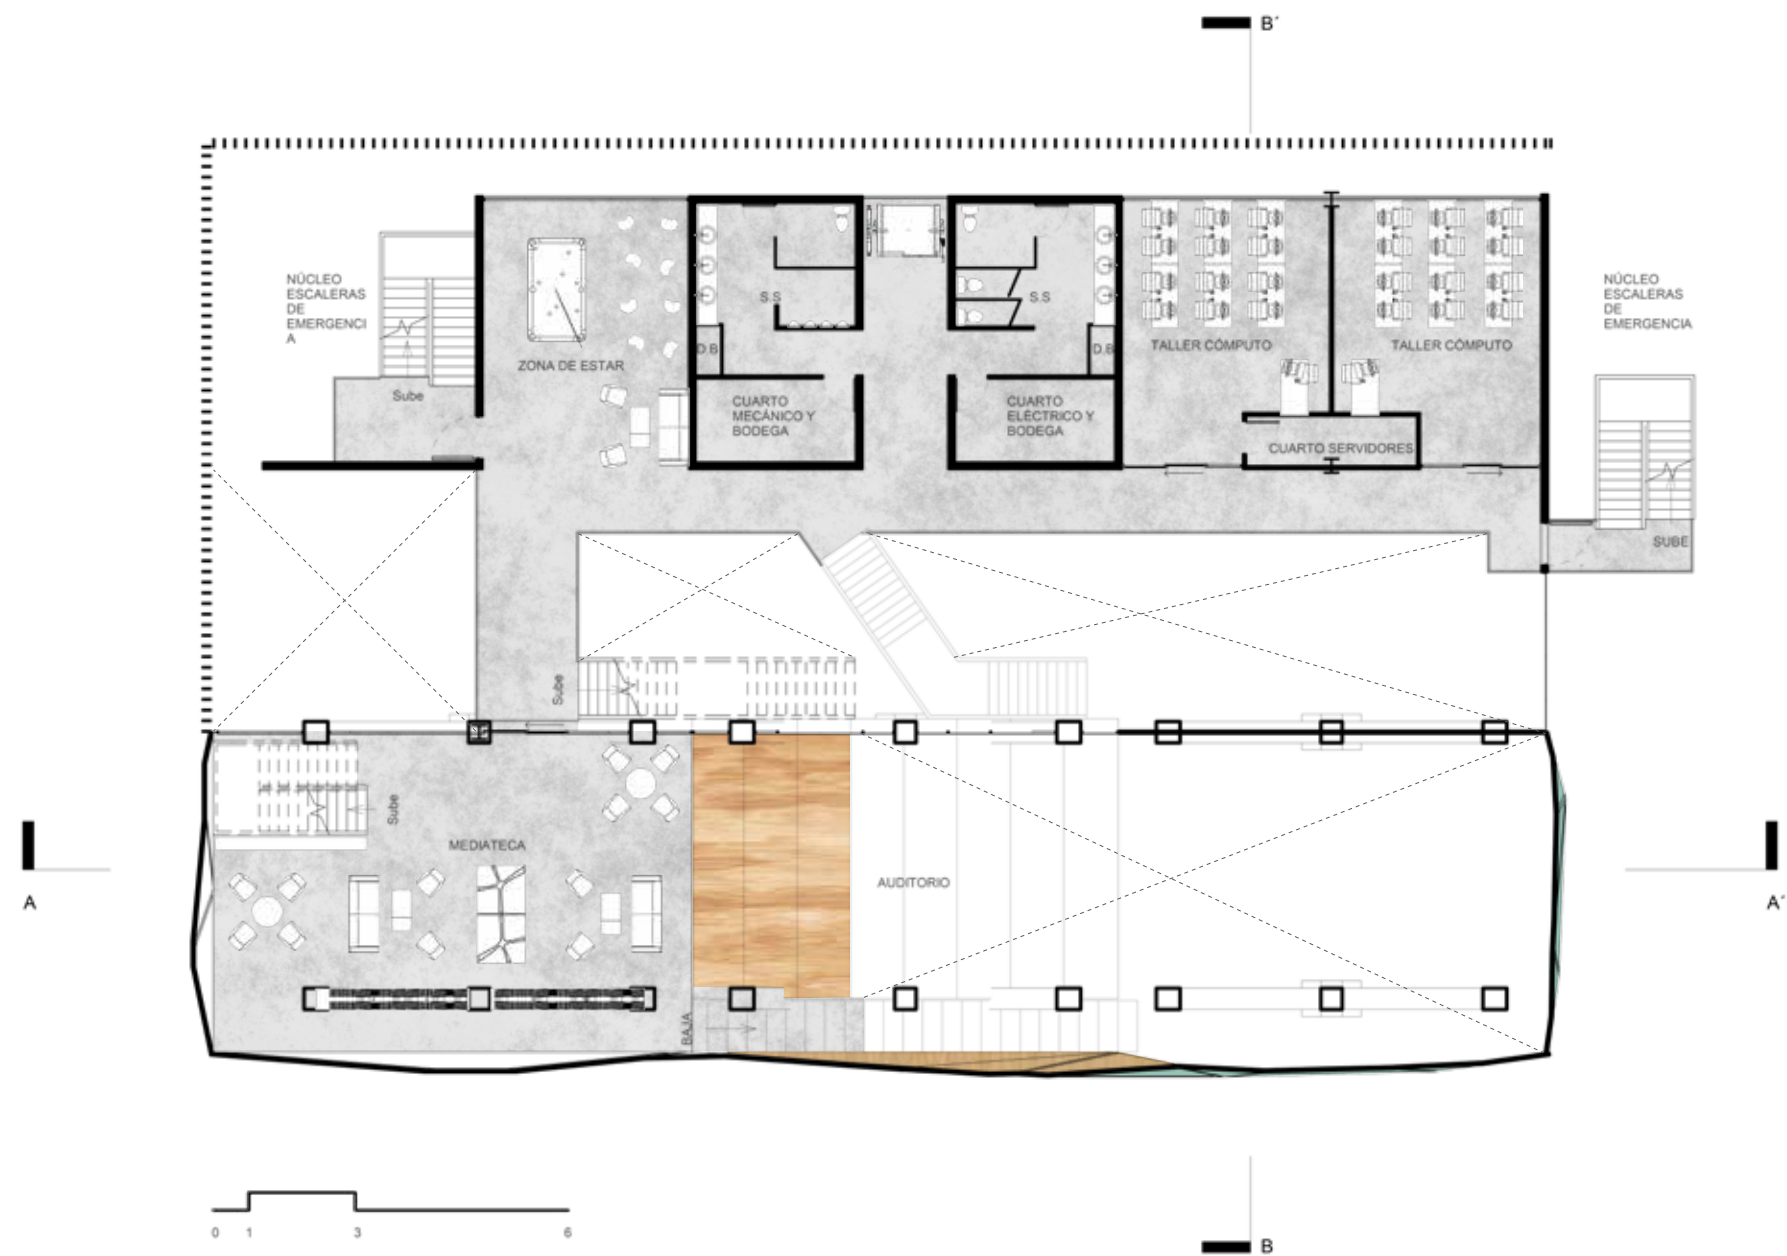 B´
NÚCLEO
ESCALERAS
DE
EMERGENCI
A
Sube
ZONA DE ESTAR
S.S
D.B
CUARTO
MECÁNICO Y
BODEGA
S.S
D.B
CUARTO
ELÉCTRICO Y
BODEGA
TALLER CÓMPUTO
TALLER CÓMPUTO
CUARTO SERVIDORES
NÚCLEO
ESCALERAS
DE
EMERGENCIA
SUBE
Sube
Sube
MEDIATECA
AUDITORIO
BAJA
A
A´
0 1 3 6
B